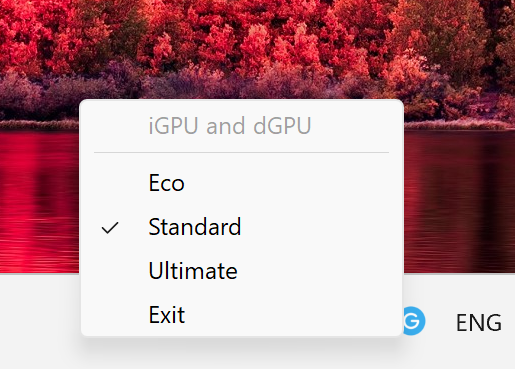 iGPU and dGPU
Eco
Standard
Ultimate
Exit
G ENG